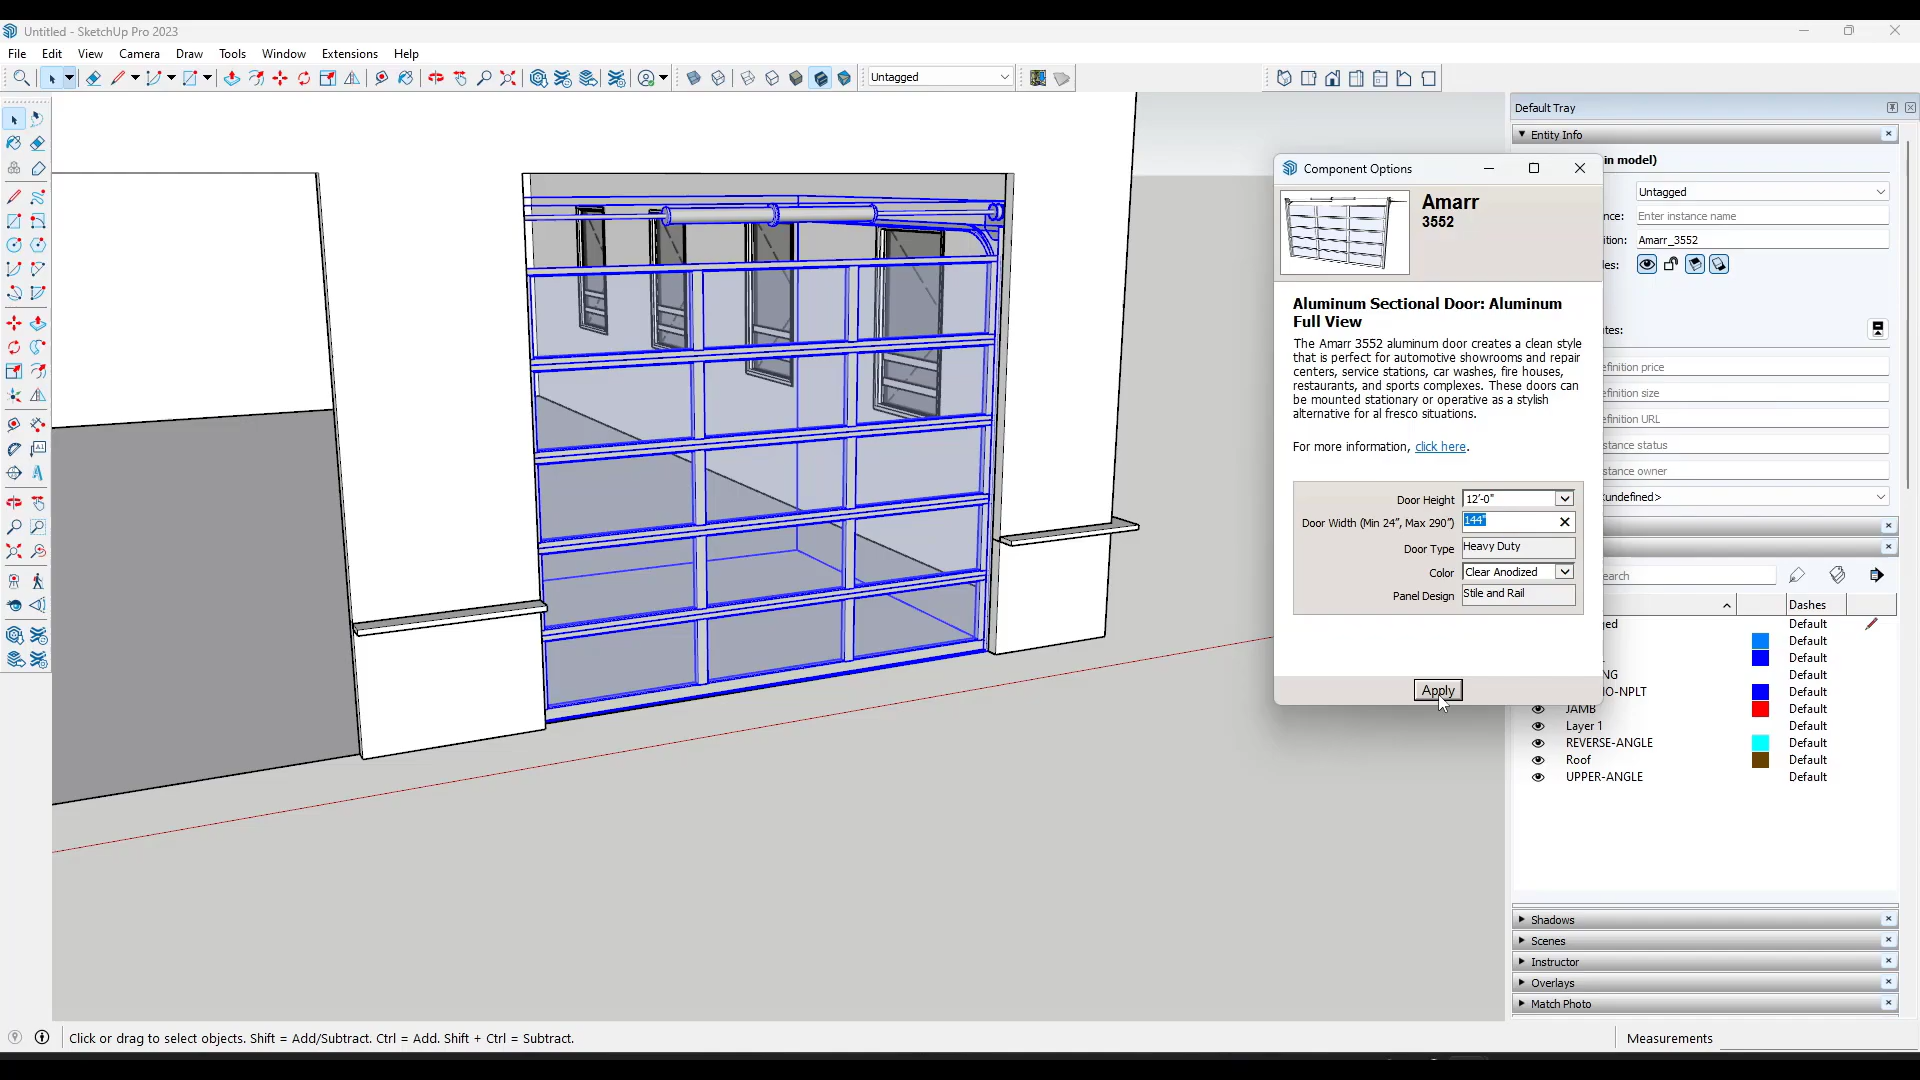 Untitled - SketchUp Pro 2023
File Edit View Camera Draw Tools Window Extensions Help
Untagged
Default Tray
Entity Info
in model)
Untagged
nce: Enter instance name
ition: Amarr_3552
les:
utes:
efinition price
efinition size
efinition URL
stance status
stance owner
<undefined>
Component Options
Amarr
3552
Aluminum Sectional Door: Aluminum
Full View
The Amarr 3552 aluminum door creates a clean style
that is perfect for automotive showrooms and repair
centers, service stations, car washes, fire houses,
restaurants, and sports complexes. These doors can
be mounted stationary or operative as a stylish
alternative for al fresco situations.
For more information, click here.
Door Height 12'-0"
Door Width (Min 24", Max 290") 144"
Door Type Heavy Duty
Color Clear Anodized
Panel Design Stile and Rail
Apply
earch
Dashes
ged Default
Default
Default
NG Default
O-NPLT Default
JAMB Default
Layer 1 Default
REVERSE-ANGLE Default
Roof Default
UPPER-ANGLE Default
Shadows
Scenes
Instructor
Overlays
Match Photo
Click or drag to select objects. Shift = Add/Subtract. Ctrl = Add. Shift + Ctrl = Subtract.
Measurements